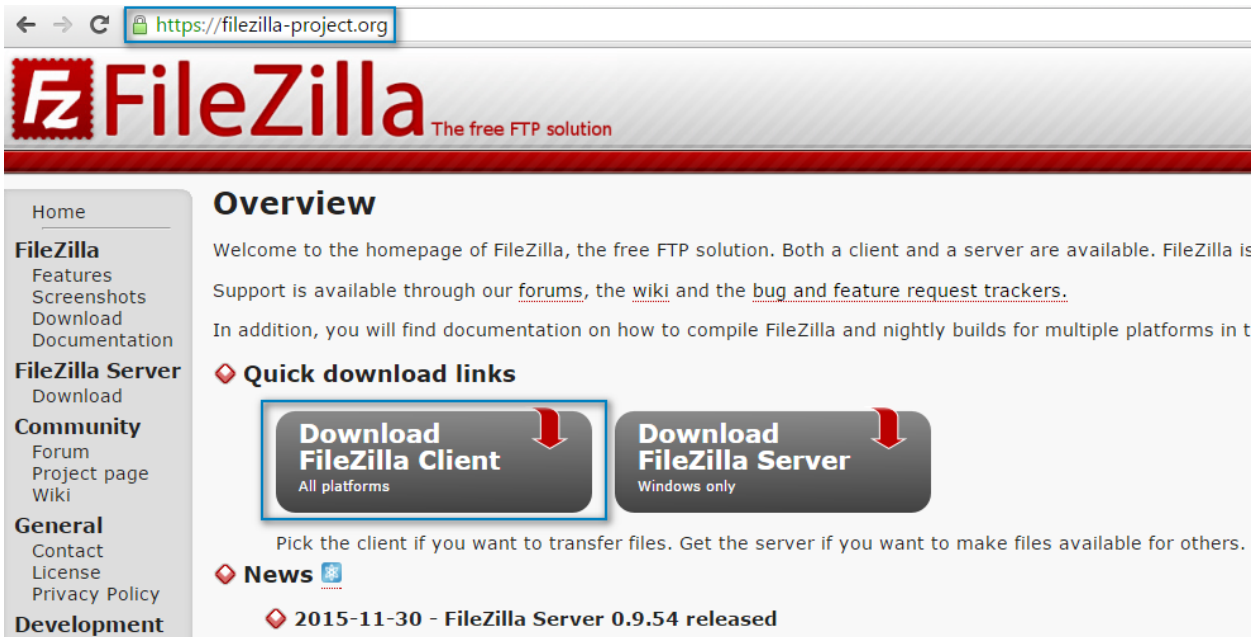 https://filezilla-project.org
Fz FileZilla The free FTP solution
Home
FileZilla
Features
Screenshots
Download
Documentation
FileZilla Server
Download
Community
Forum
Project page
Wiki
General
Contact
License
Privacy Policy
Development
Overview
Welcome to the homepage of FileZilla, the free FTP solution. Both a client and a server are available. FileZilla is
Support is available through our forums, the wiki and the bug and feature request trackers.
In addition, you will find documentation on how to compile FileZilla and nightly builds for multiple platforms in t
Quick download links
Download
FileZilla Client
All platforms
Download
FileZilla Server
Windows only
Pick the client if you want to transfer files. Get the server if you want to make files available for others.
News
2015-11-30 - FileZilla Server 0.9.54 released